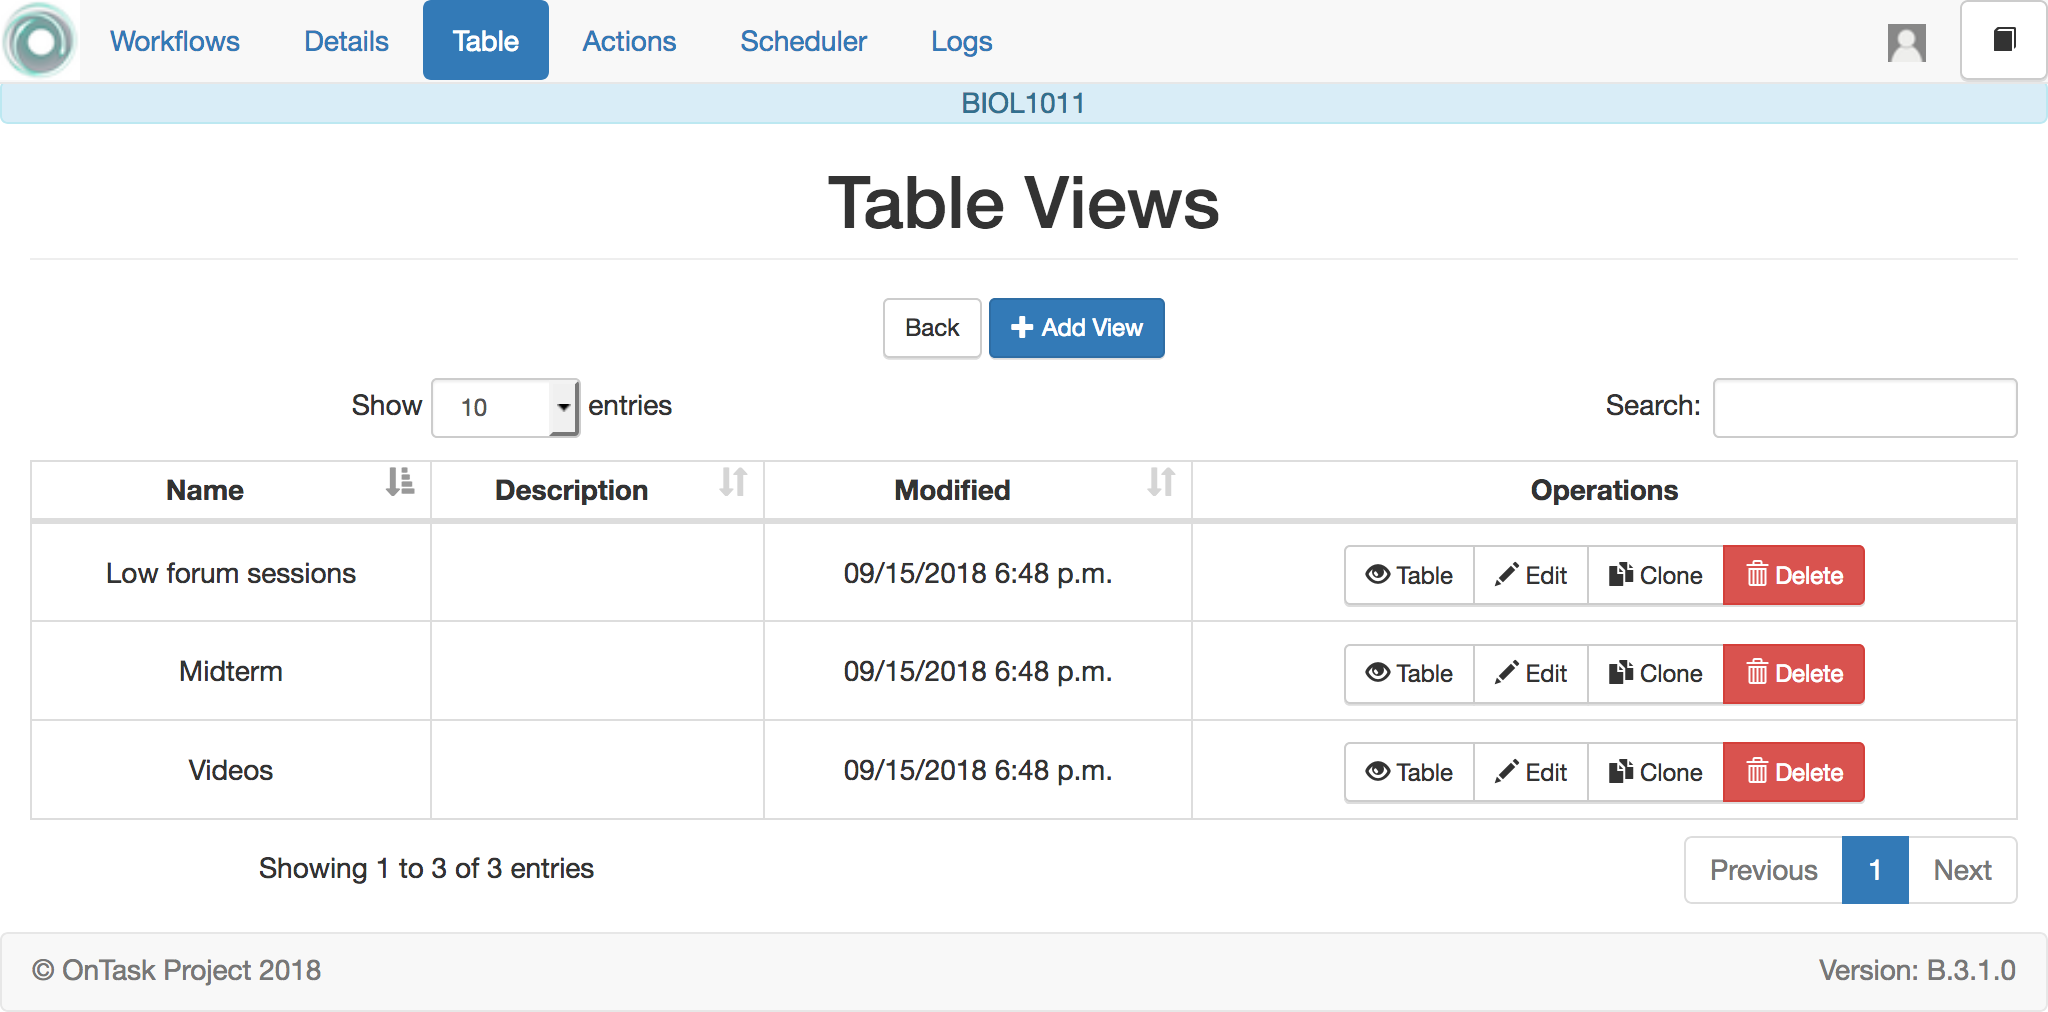 Workflows Details Table Actions Scheduler Logs
BIOL1011
Table Views
Back Add View
Show 10 entries Search:
Name Description Modified Operations
Low forum sessions 09/15/2018 6:48 p.m. Table Edit Clone Delete
Midterm 09/15/2018 6:48 p.m. Table Edit Clone Delete
Videos 09/15/2018 6:48 p.m. Table Edit Clone Delete
Showing 1 to 3 of 3 entries Previous 1 Next
© OnTask Project 2018 Version: B.3.1.0